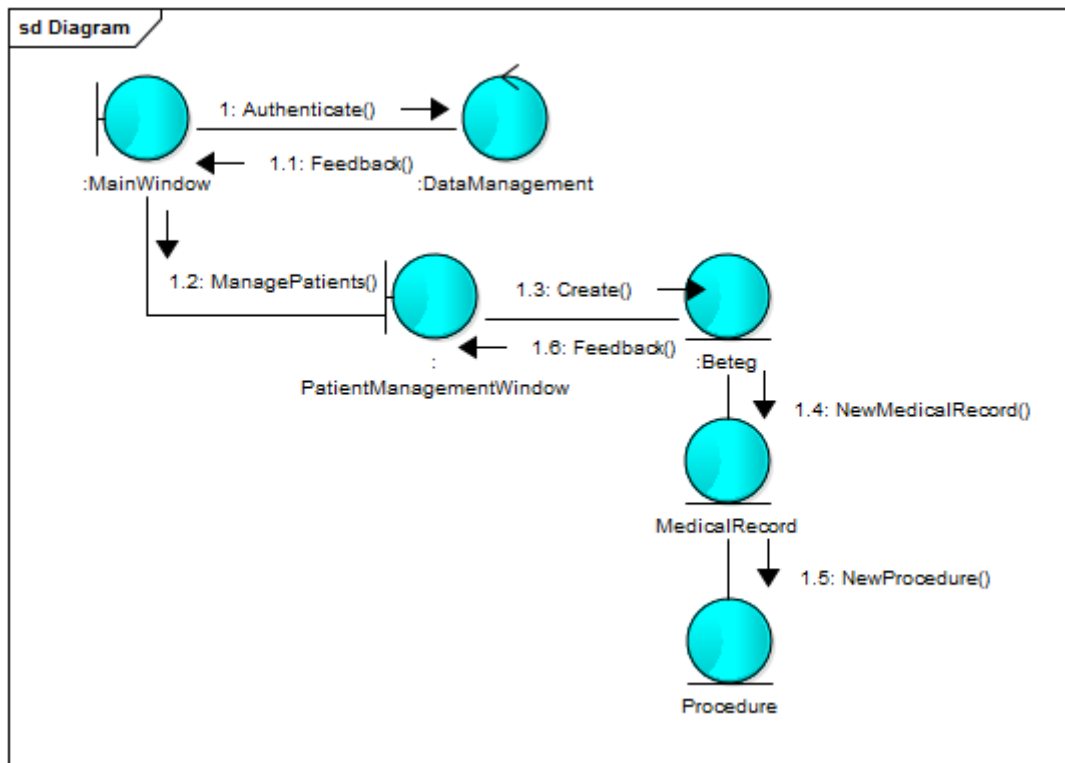 sd Diagram
1: Authenticate()
1.1: Feedback()
:MainWindow
:DataManagement
1.2: ManagePatients()
1.3: Create()
1.6: Feedback()
:
PatientManagementWindow
:Beteg
1.4: NewMedicalRecord()
MedicalRecord
1.5: NewProcedure()
Procedure